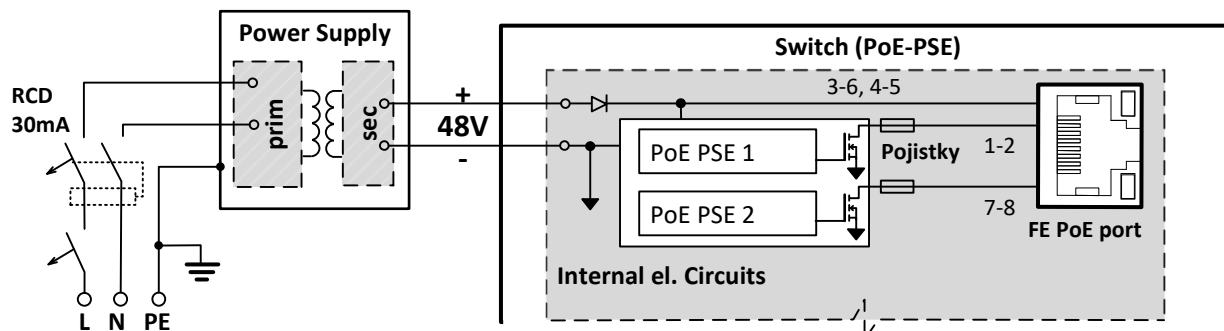 Power Supply
Switch (PoE-PSE)
RCD
30mA
prim
sec
+
48V
-
3-6, 4-5
PoE PSE 1
Pojistky
1-2
PoE PSE 2
7-8
FE PoE port
Internal el. Circuits
L N PE